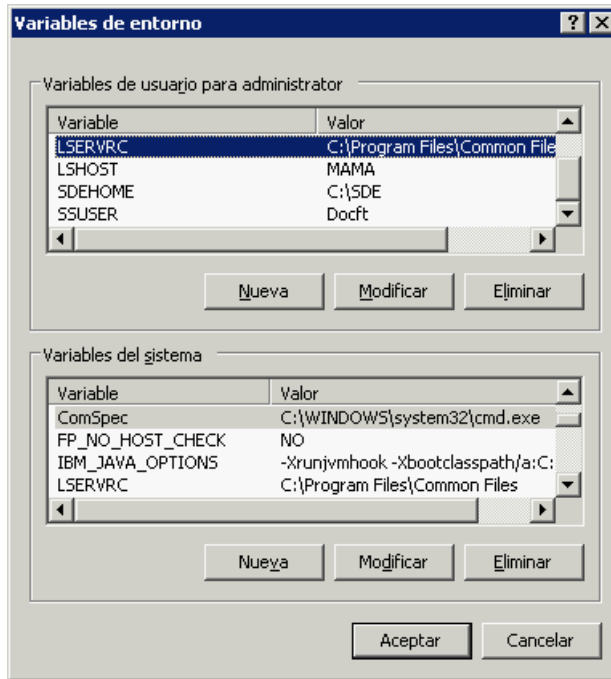 Variables de entorno
Variables de usuario para administrator
Variable Valor
LSERVRC C:\Program Files\Common File
LSHOST MAMA
SDEHOME C:\SDE
SSUSER Docft
Nueva Modificar Eliminar
Variables del sistema
Variable Valor
ComSpec C:\WINDOWS\system32\cmd.exe
FP_NO_HOST_CHECK NO
IBM_JAVA_OPTIONS -Xrunjvmhook -Xbootclasspath/a:C:
LSERVRC C:\Program Files\Common Files
Nueva Modificar Eliminar
Aceptar Cancelar